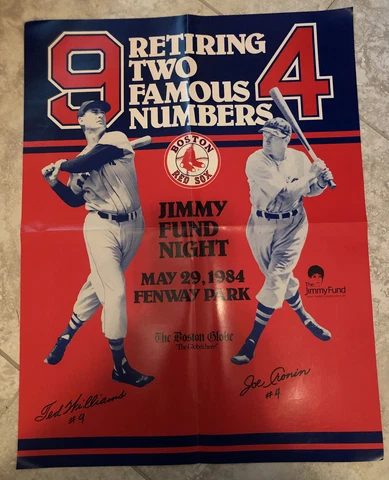 9
RETIRING
TWO
FAMOUS
NUMBERS
4
BOSTON
RED SOX
JIMMY
FUND
NIGHT
MAY 29, 1984
FENWAY PARK
The
Jimmy Fund
The Boston Globe
Ted Williams
#9
Joe Cronin
#4